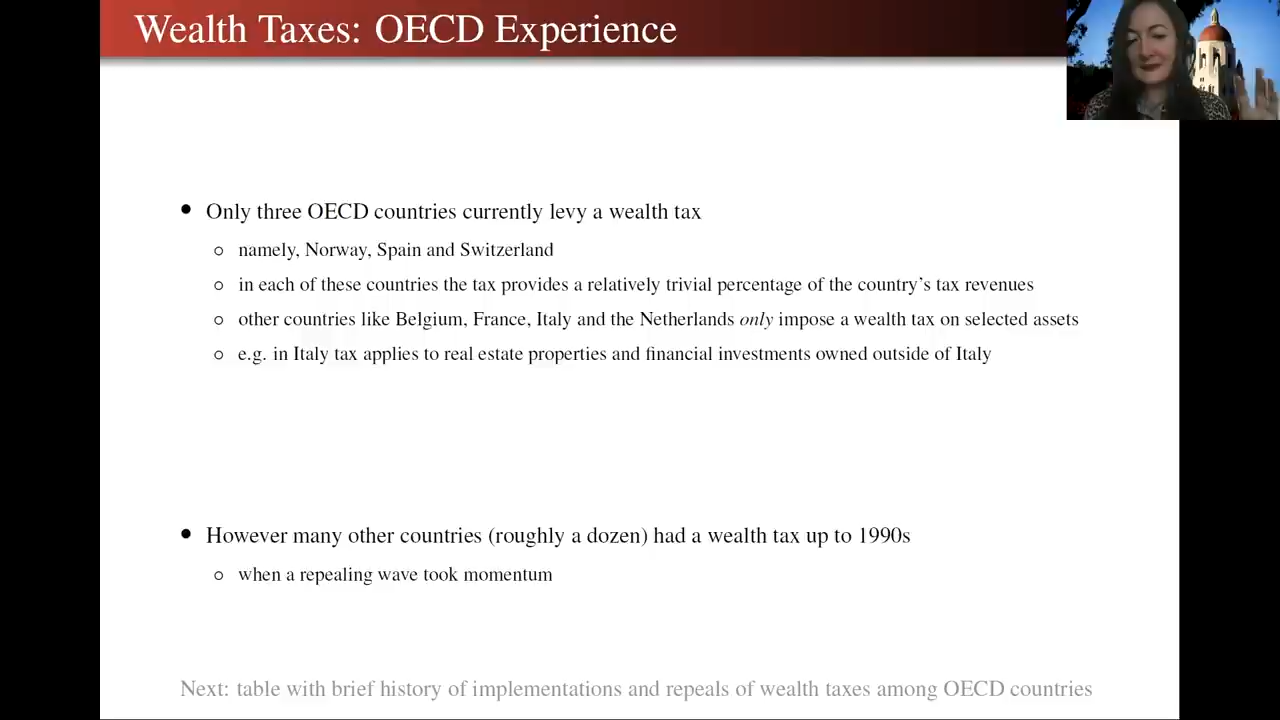 Wealth Taxes: OECD Experience
• Only three OECD countries currently levy a wealth tax
○ namely, Norway, Spain and Switzerland
○ in each of these countries the tax provides a relatively trivial percentage of the country's tax revenues
○ other countries like Belgium, France, Italy and the Netherlands only impose a wealth tax on selected assets
○ e.g. in Italy tax applies to real estate properties and financial investments owned outside of Italy
• However many other countries (roughly a dozen) had a wealth tax up to 1990s
○ when a repealing wave took momentum
Next: table with brief history of implementations and repeals of wealth taxes among OECD countries